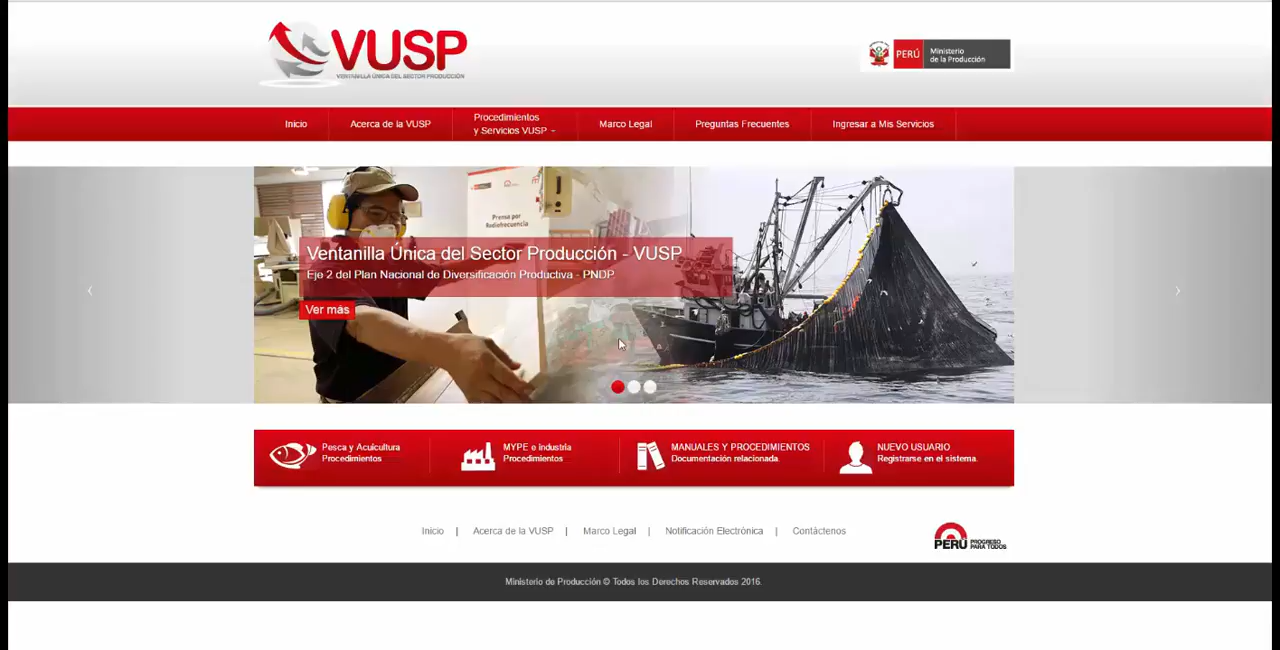 VUSP
VENTANILLA ÚNICA DEL SECTOR PRODUCCIÓN
PERÚ
Ministerio
de la Producción
Inicio
Acerca de la VUSP
Procedimientos
y Servicios VUSP
Marco Legal
Preguntas Frecuentes
Ingresar a Mis Servicios
Prensa por
Radiofrecuencia
Ventanilla Única del Sector Producción - VUSP
Eje 2 del Plan Nacional de Diversificación Productiva - PNDP
Ver más
Pesca y Acuicultura
Procedimientos
MYPE e industria
Procedimientos
MANUALES Y PROCEDIMIENTOS
Documentación relacionada.
NUEVO USUARIO
Registrarse en el sistema.
Inicio | Acerca de la VUSP | Marco Legal | Notificación Electrónica | Contáctenos
PERÚ PROGRESO
PARA TODOS
Ministerio de Producción © Todos los Derechos Reservados 2016.